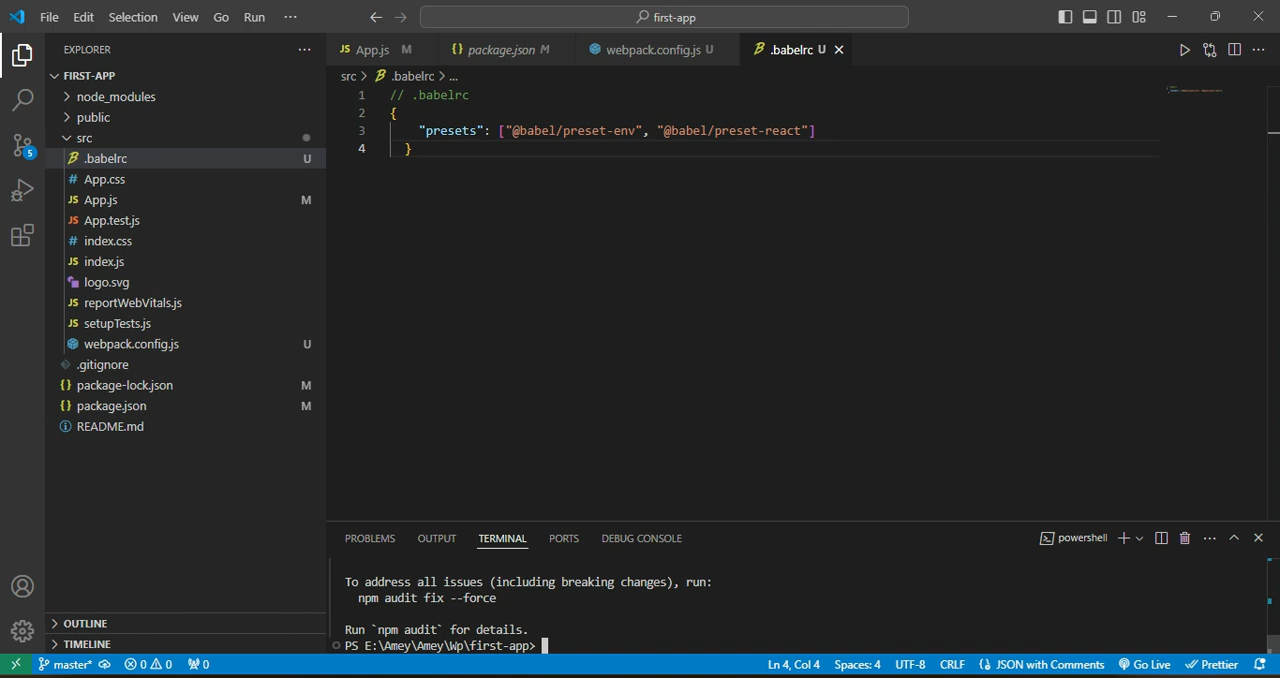 File Edit Selection View Go Run ···
first-app
EXPLORER ···
FIRST-APP
node_modules
public
src
.babelrc U
App.css
App.js M
App.test.js
index.css
index.js
logo.svg
reportWebVitals.js
setupTests.js
webpack.config.js U
.gitignore
package-lock.json M
package.json M
README.md
OUTLINE
TIMELINE
5
JS App.js M {} package.json M webpack.config.js U .babelrc U
src > .babelrc > ...
1 // .babelrc
2 {
3 "presets": ["@babel/preset-env", "@babel/preset-react"]
4 }
PROBLEMS OUTPUT TERMINAL PORTS DEBUG CONSOLE powershell
To address all issues (including breaking changes), run:
npm audit fix --force
Run `npm audit` for details.
PS E:\Amey\Amey\Wp\first-app>
master* 0 0 0 Ln 4, Col 4 Spaces: 4 UTF-8 CRLF {} JSON with Comments Go Live Prettier